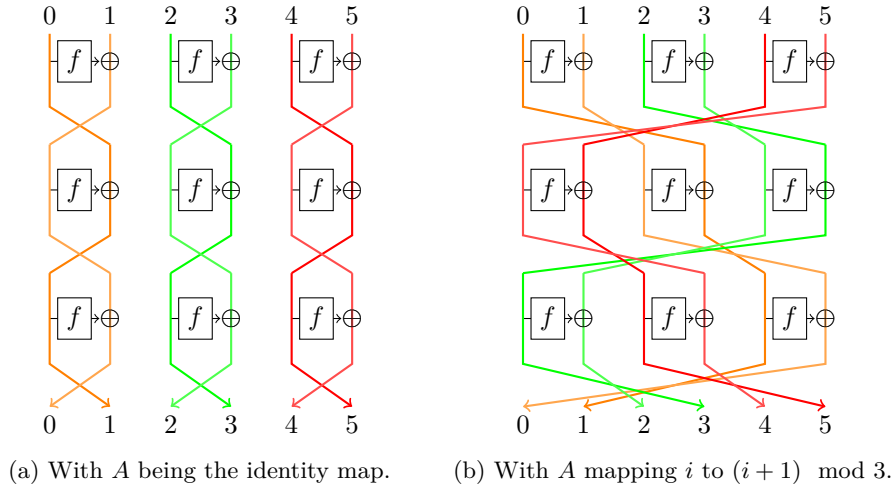 0 1 2 3 4 5 0 1 2 3 4 5
f f f f f f
f f f f f f
f f f f f f
0 1 2 3 4 5 0 1 2 3 4 5
(a) With A being the identity map. (b) With A mapping i to (i + 1) mod 3.